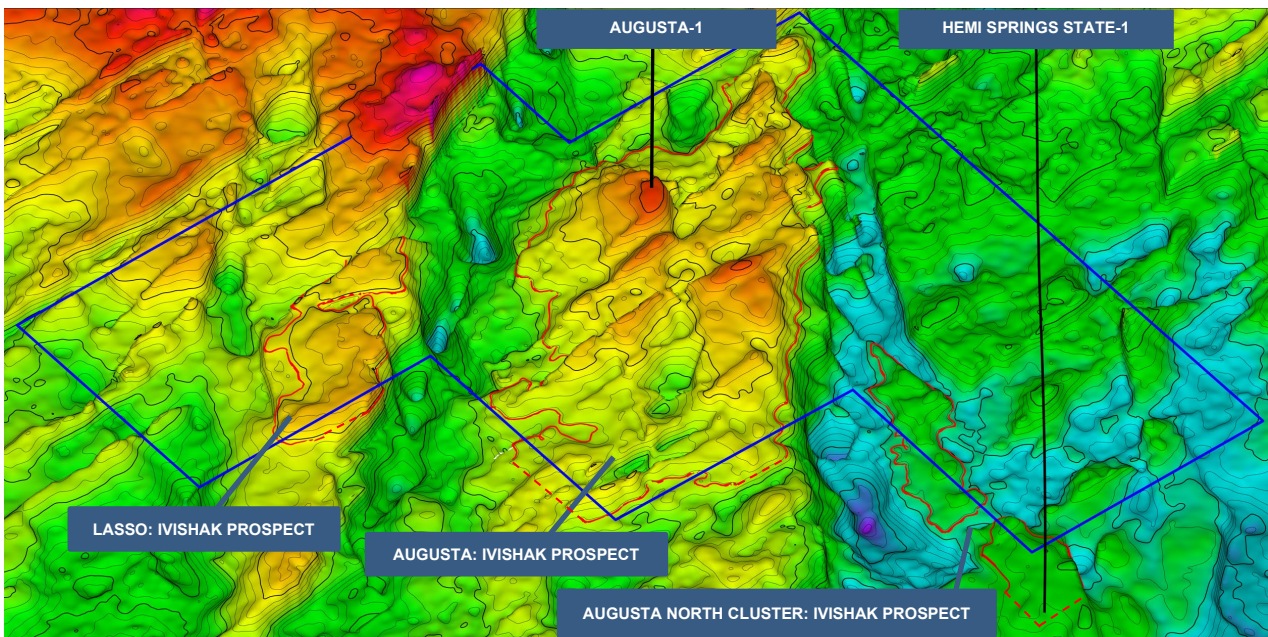 AUGUSTA-1
HEMI SPRINGS STATE-1
LASSO: IVISHAK PROSPECT
AUGUSTA: IVISHAK PROSPECT
AUGUSTA NORTH CLUSTER: IVISHAK PROSPECT